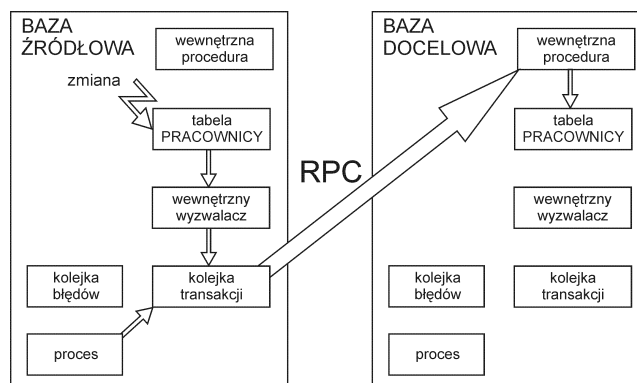 BAZA
ŹRÓDŁOWA
wewnętrzna
procedura
zmiana
tabela
PRACOWNICY
wewnętrzny
wyzwalacz
kolejka
błędów
kolejka
transakcji
proces
RPC
BAZA
DOCELOWA
wewnętrzna
procedura
tabela
PRACOWNICY
wewnętrzny
wyzwalacz
kolejka
błędów
kolejka
transakcji
proces